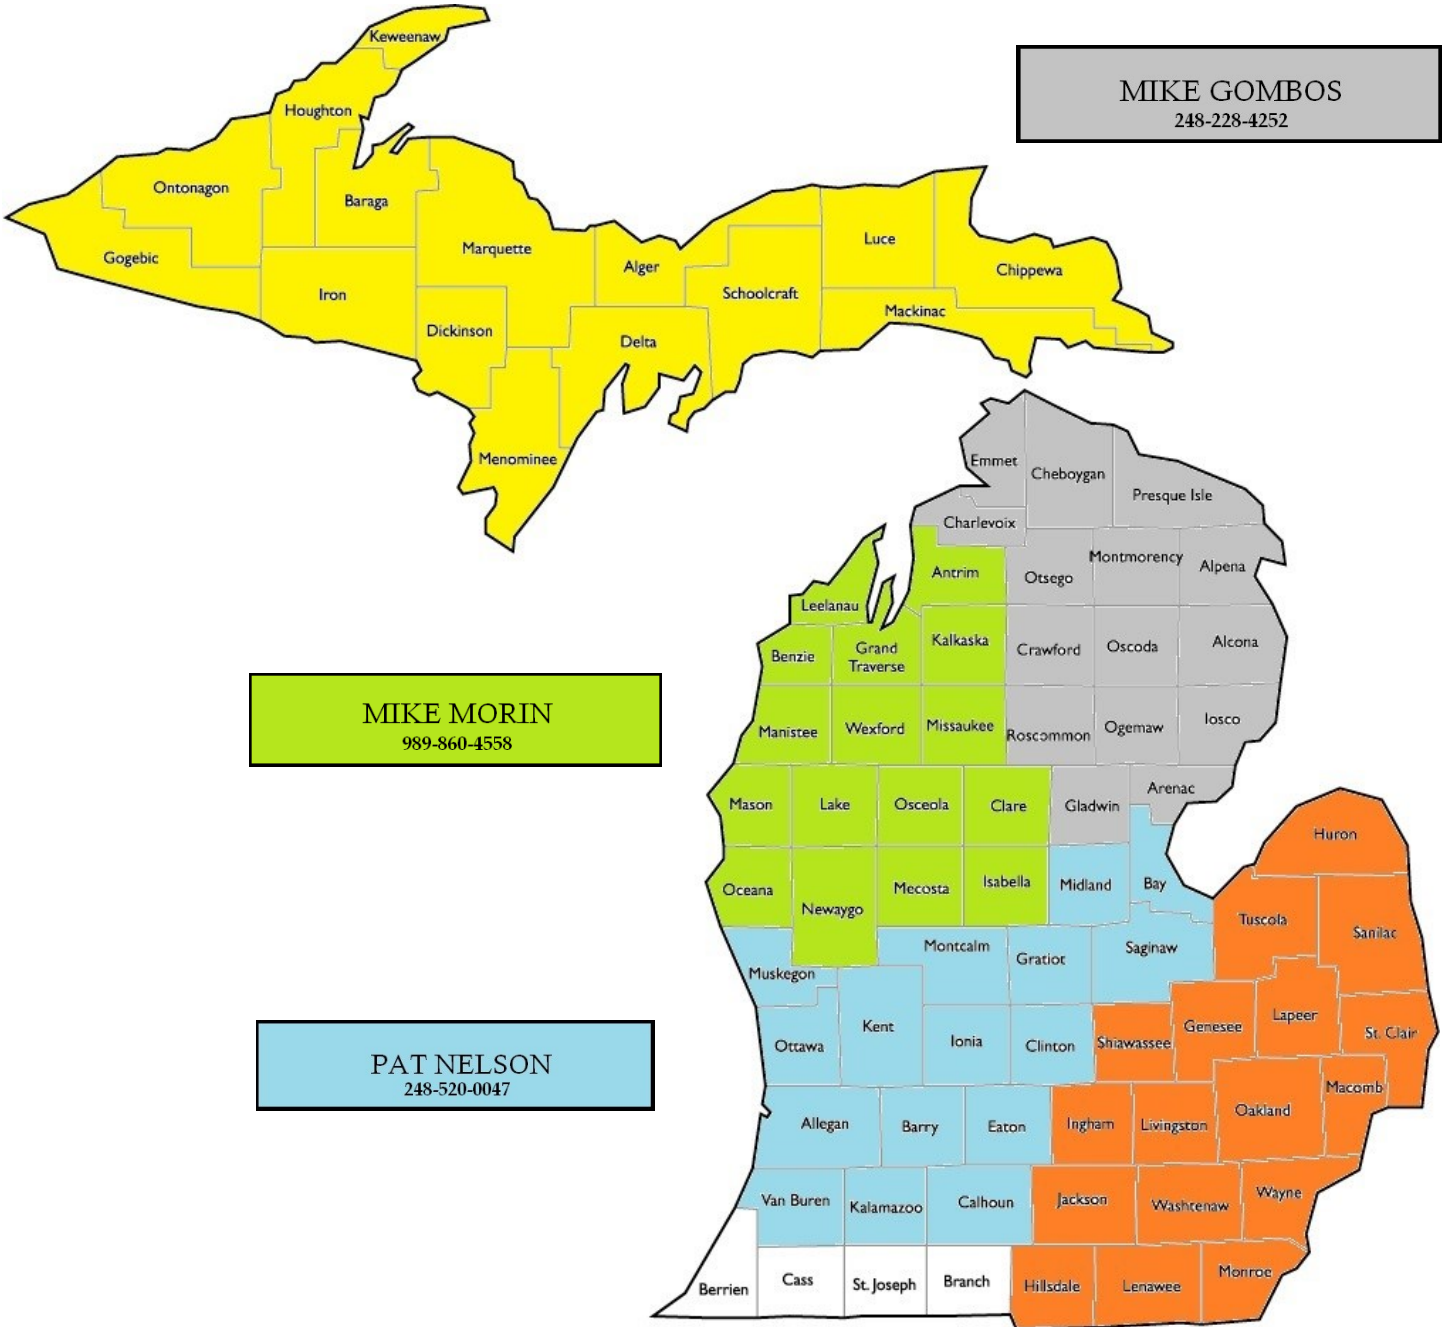 Keweenaw
MIKE GOMBOS
248-228-4252
Houghton
Ontonagon
Baraga
Gogebic
Marquette
Alger
Luce
Chippewa
Iron
Schoolcraft
Mackinac
Dickinson
Delta
Menominee
Emmet
Cheboygan
Presque Isle
Charlevoix
Antrim
Otsego
Montmorency
Alpena
Leelanau
Benzie
Grand
Traverse
Kalkaska
Crawford
Oscoda
Alcona
MIKE MORIN
989-860-4558
Manistee
Wexford
Missaukee
Roscommon
Ogemaw
Iosco
Mason
Lake
Osceola
Clare
Gladwin
Arenac
Huron
Oceana
Newaygo
Mecosta
Isabella
Midland
Bay
Tuscola
Sanilac
Muskegon
Montcalm
Gratiot
Saginaw
PAT NELSON
248-520-0047
Ottawa
Kent
Ionia
Clinton
Shiawassee
Genesee
Lapeer
St. Clair
Allegan
Barry
Eaton
Ingham
Livingston
Oakland
Macomb
Van Buren
Kalamazoo
Calhoun
Jackson
Washtenaw
Wayne
Berrien
Cass
St. Joseph
Branch
Hillsdale
Lenawee
Monroe